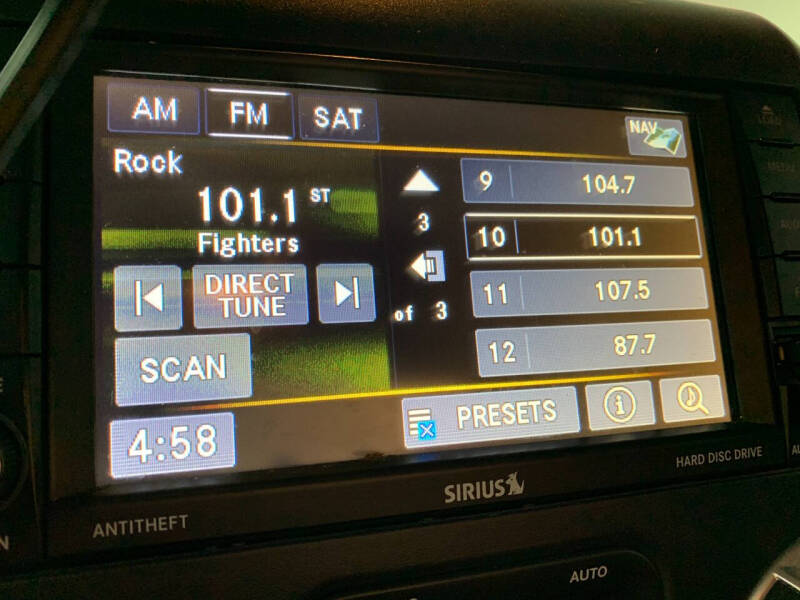 AM FM SAT
NAV
Rock
101.1 ST
Fighters
DIRECT
TUNE
SCAN
4:58
3
of 3
9 104.7
10 101.1
11 107.5
12 87.7
PRESETS
HARD DISC DRIVE
SIRIUS
ANTITHEFT
AUTO